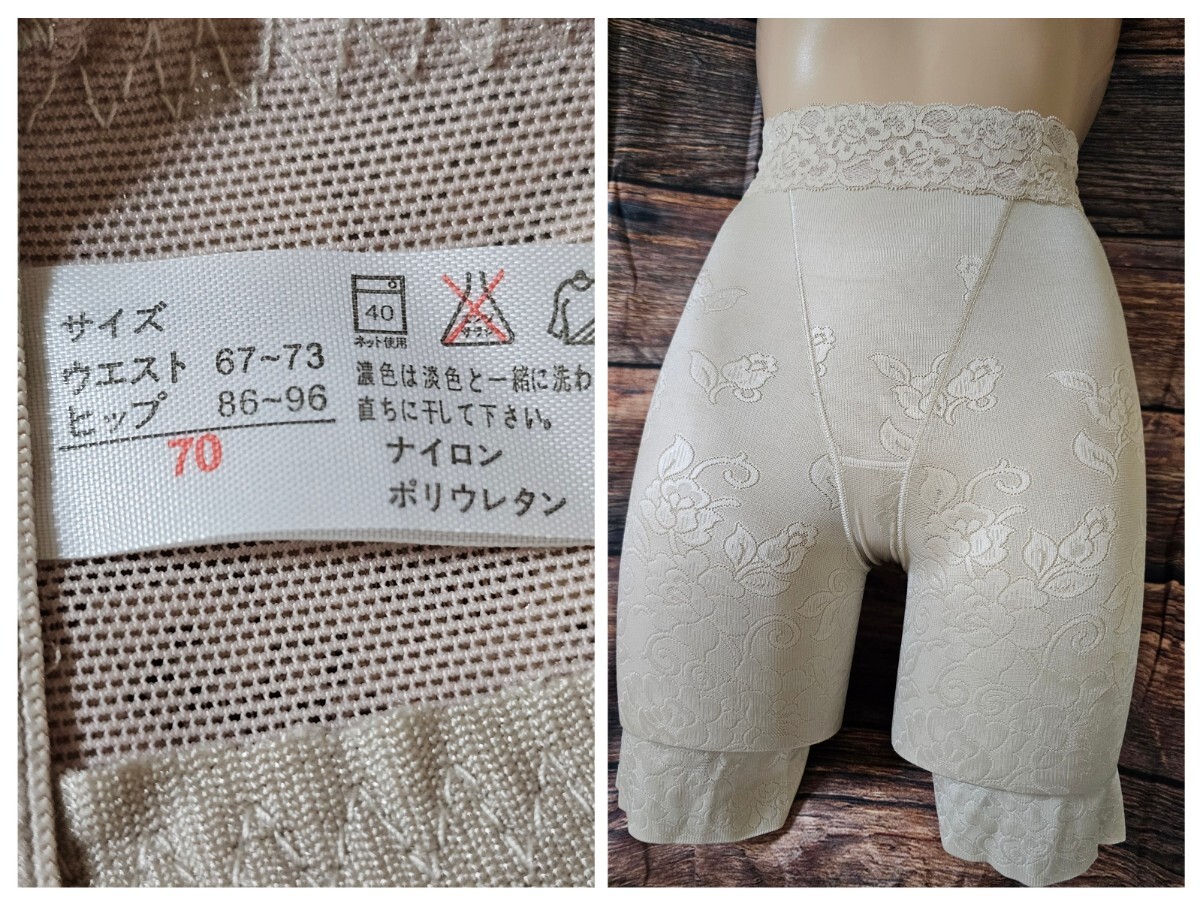 サイズ
ウエスト 67~73
ヒップ 86~96
70
40
ネット使用
濃色は淡色と一緒に洗わ
直ちに干して下さい。
ナイロン
ポリウレタン